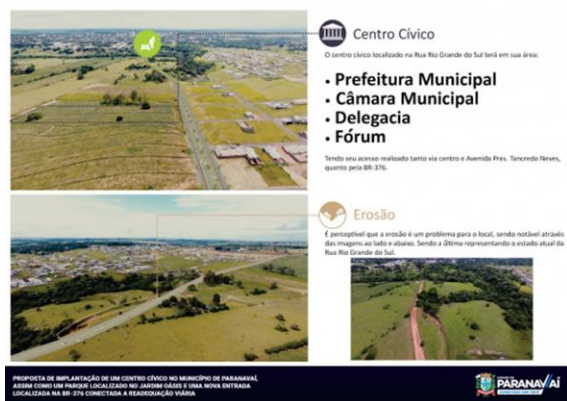 Centro Cívico
O centro cívico localizado na Rua Rio Grande do Sul terá em sua área:
• Prefeitura Municipal
• Câmara Municipal
• Delegacia
• Fórum
Tendo seu acesso realizado tanto via centro e Avenida Pres. Tancredo Neves,
quanto pela BR-376.
Erosão
É perceptível que a erosão é um problema para o local, sendo notável através
das imagens ao lado e abaixo. Sendo a última representando o estado atual da
Rua Rio Grande do Sul.
PROPOSTA DE IMPLANTAÇÃO DE UM CENTRO CÍVICO NO MUNICÍPIO DE PARANAVAÍ,
ASSIM COMO UM PARQUE LOCALIZADO NO JARDIM OÁSIS E UMA NOVA ENTRADA
LOCALIZADA NA BR-376 CONECTADA A READEQUAÇÃO VIÁRIA
PARANAVAÍ